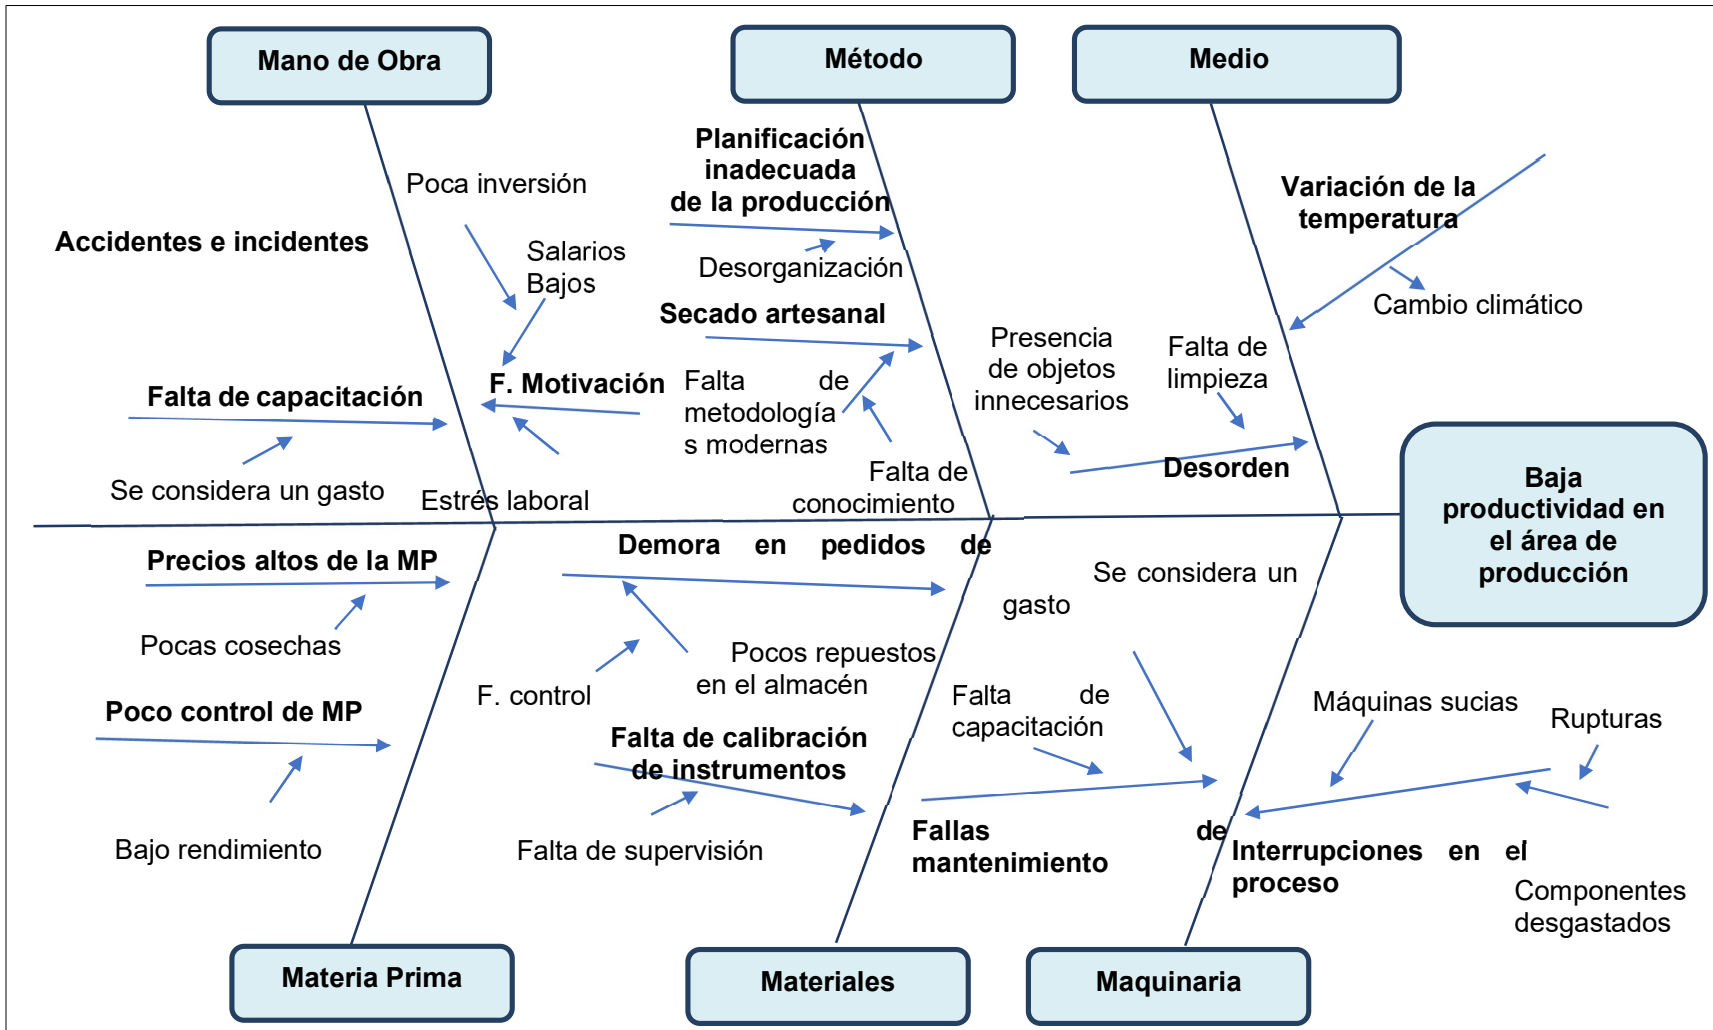 Mano de Obra
Método
Medio
Planificación
inadecuada
de la producción
Poca inversión
Variación de la
temperatura
Accidentes e incidentes
Salarios
Bajos
Desorganización
Cambio climático
Secado artesanal
Presencia
de objetos
innecesarios
Falta de
limpieza
Falta de capacitación
F. Motivación
Falta de
metodología
s modernas
Desorden
Se considera un gasto
Estrés laboral
Falta de
conocimiento
Baja
productividad en
el área de
producción
Precios altos de la MP
Demora en pedidos de
Se considera un
gasto
Pocas cosechas
F. control
Pocos repuestos
en el almacén
Poco control de MP
Falta de
capacitación
Máquinas sucias
Rupturas
Falta de calibración
de instrumentos
Bajo rendimiento
Falta de supervisión
Fallas de
mantenimiento
Interrupciones en el
proceso
Componentes
desgastados
Materia Prima
Materiales
Maquinaria